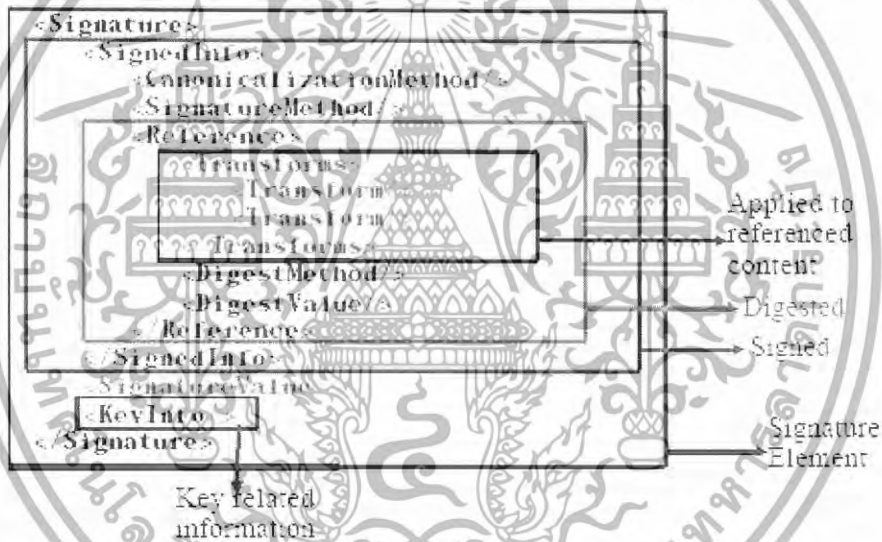 <Signature>
<SignedInfo>
<CanonicalizationMethod/>
<SignatureMethod/>
<Reference>
Transforms>
<Transform
<Transform
Transforms>
<DigestMethod/>
<DigestValue/>
</Reference>
</SignedInfo>
<SignatureValue
<KeyInfo >
</Signature>
Applied to
referenced
content
Digested
Signed
Signature
Element
Key related
information